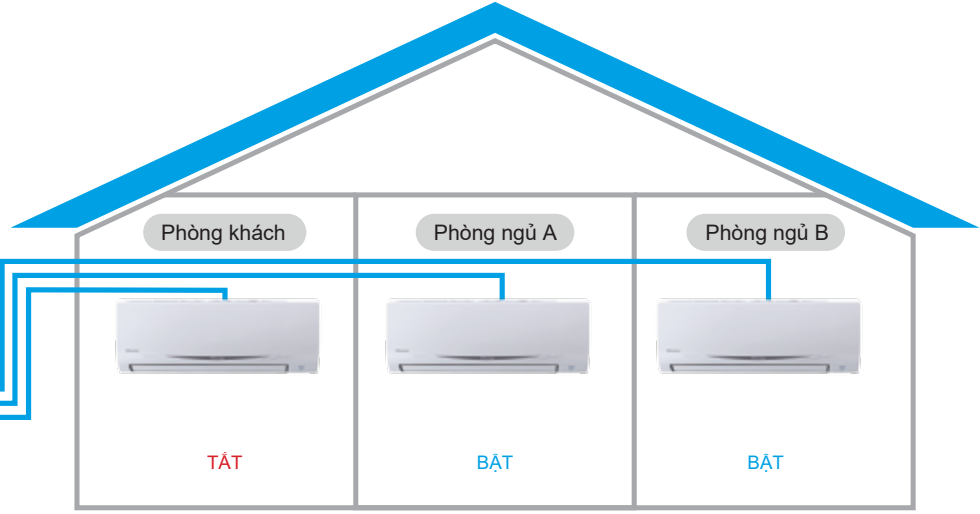 Phòng khách
Phòng ngủ A
Phòng ngủ B
TẮT
BẬT
BẬT